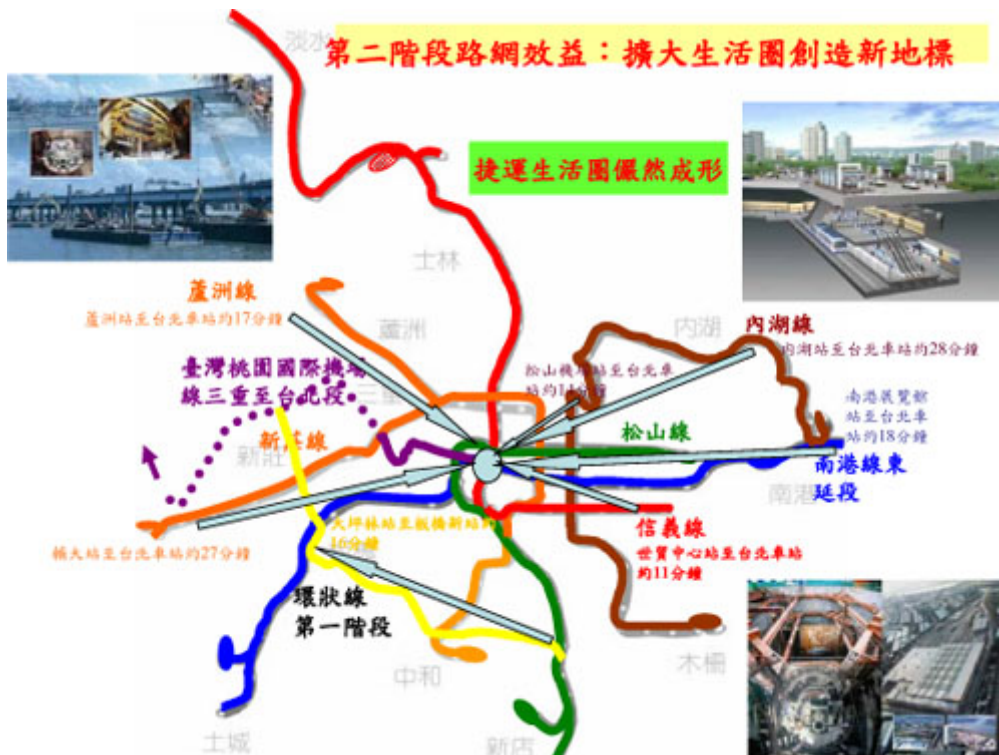 淡水
第二階段路網效益：擴大生活圈創造新地標
捷運生活圈儼然成形
士林
蘆洲線
蘆洲站至台北車站約17分鐘
蘆洲
內湖
內湖線
內湖站至台北車站約28分鐘
臺灣桃園國際機場
線三重至台北段
三重
松山機場站至台北車
站約14分鐘
南港展覽館
站至台北車
站約18分鐘
新莊線
新莊
松山線
南港線東
延段
南港
輔大站至台北車站約27分鐘
大坪林站至板橋新站約
16分鐘
信義線
世貿中心站至台北車站
約11分鐘
環狀線
第一階段
中和
木柵
土城
新店